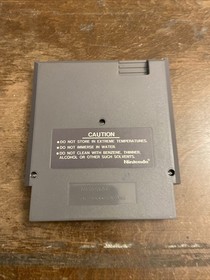 CAUTION
•DO NOT STORE IN EXTREME TEMPERATURES.
•DO NOT IMMERSE IN WATER.
•DO NOT CLEAN WITH BENZENE, THINNER,
ALCOHOL OR OTHER SUCH SOLVENTS.
Nintendo